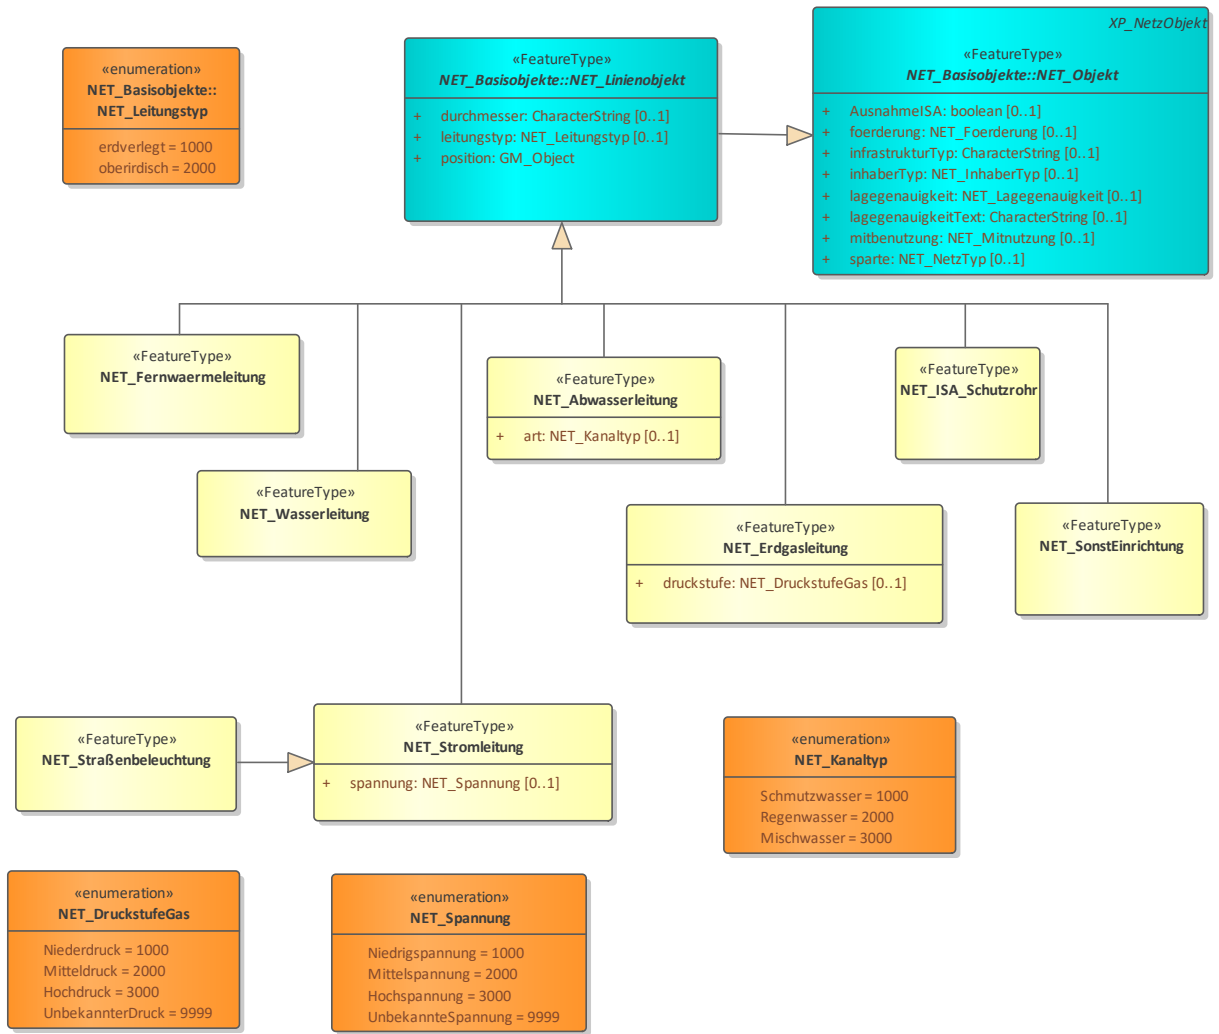 XP_NetzObjekt
«FeatureType»
NET_Basisobjekte::NET_Objekt
+ AusnahmeISA: boolean [0..1]
+ foerderung: NET_Foerderung [0..1]
+ infrastrukturTyp: CharacterString [0..1]
+ inhaberTyp: NET_InhaberTyp [0..1]
+ lagegenauigkeit: NET_Lagegenauigkeit [0..1]
+ lagegenauigkeitText: CharacterString [0..1]
+ mitbenutzung: NET_Mitnutzung [0..1]
+ sparte: NET_NetzTyp [0..1]
«FeatureType»
NET_Basisobjekte::NET_Linienobjekt
+ durchmesser: CharacterString [0..1]
+ leitungstyp: NET_Leitungstyp [0..1]
+ position: GM_Object
«enumeration»
NET_Basisobjekte::
NET_Leitungstyp
erdverlegt = 1000
oberirdisch = 2000
«FeatureType»
NET_Fernwaermeleitung
«FeatureType»
NET_Abwasserleitung
+ art: NET_Kanaltyp [0..1]
«FeatureType»
NET_ISA_Schutzrohr
«FeatureType»
NET_Wasserleitung
«FeatureType»
NET_Erdgasleitung
+ druckstufe: NET_DruckstufeGas [0..1]
«FeatureType»
NET_SonstEinrichtung
«FeatureType»
NET_Straßenbeleuchtung
«FeatureType»
NET_Stromleitung
+ spannung: NET_Spannung [0..1]
«enumeration»
NET_Kanaltyp
Schmutzwasser = 1000
Regenwasser = 2000
Mischwasser = 3000
«enumeration»
NET_DruckstufeGas
Niederdruck = 1000
Mitteldruck = 2000
Hochdruck = 3000
UnbekannterDruck = 9999
«enumeration»
NET_Spannung
Niedrigspannung = 1000
Mittelspannung = 2000
Hochspannung = 3000
UnbekannteSpannung = 9999